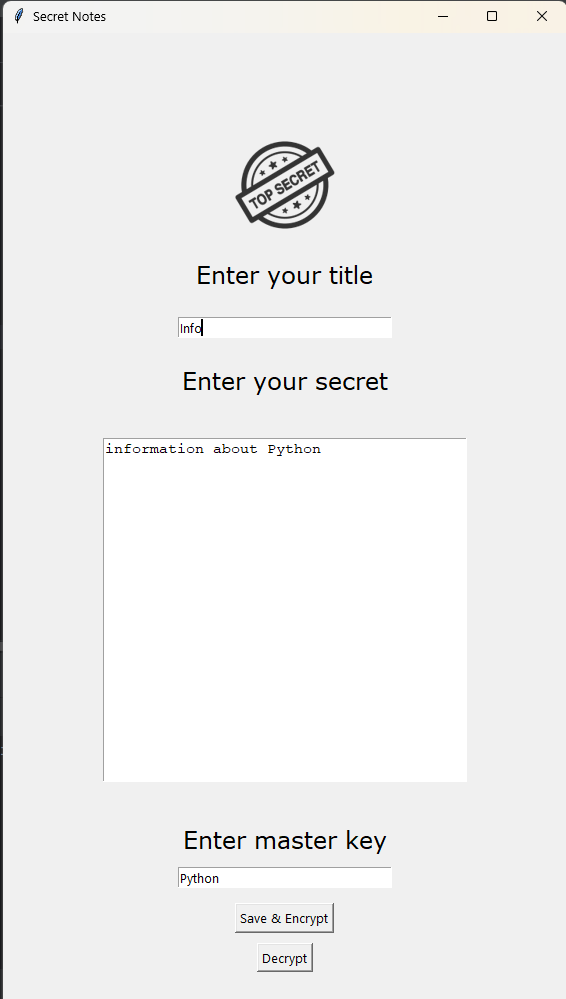 Secret Notes
TOP SECRET
Enter your title
Info
Enter your secret
information about Python
Enter master key
Python
Save & Encrypt
Decrypt